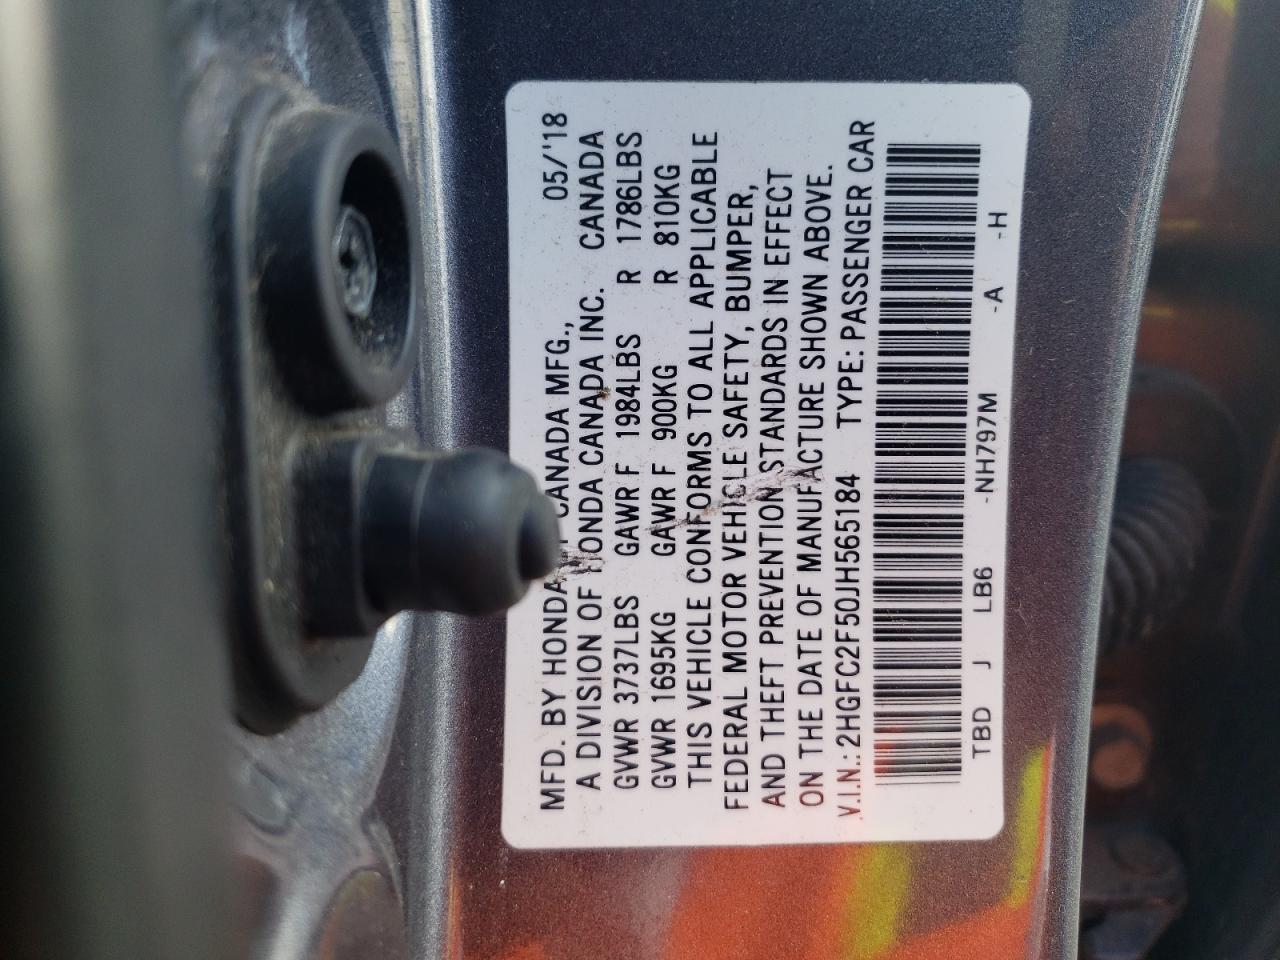 MFD. BY HONDA OF CANADA MFG., 05/'18
A DIVISION OF HONDA CANADA INC. CANADA
GVWR 3737LBS GAWR F 1984LBS R 1786LBS
GVWR 1695KG GAWR F 900KG R 810KG
THIS VEHICLE CONFORMS TO ALL APPLICABLE
FEDERAL MOTOR VEHICLE SAFETY, BUMPER,
AND THEFT PREVENTION STANDARDS IN EFFECT
ON THE DATE OF MANUFACTURE SHOWN ABOVE.
V.I.N.: 2HGFC2F50JH565184 TYPE: PASSENGER CAR
TBD J LB6 -NH797M -A -H